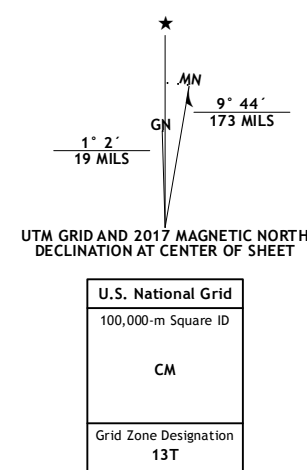 MN
9° 44´
173 MILS
GN
1° 2´
19 MILS
UTM GRID AND 2017 MAGNETIC NORTH
DECLINATION AT CENTER OF SHEET
U.S. National Grid
100,000-m Square ID
CM
Grid Zone Designation
13T